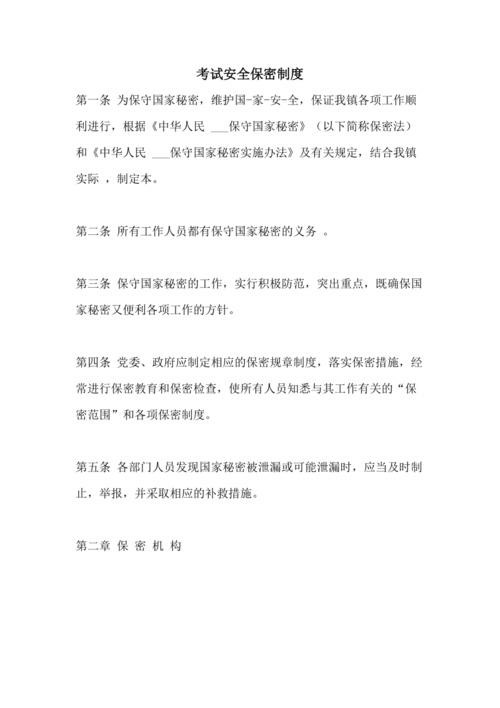 考试安全保密制度
第一条 为保守国家秘密，维护国-家-安-全，保证我镇各项工作顺
利进行，根据《中华人民 ___保守国家秘密》（以下简称保密法）
和《中华人民 ___保守国家秘密实施办法》及有关规定，结合我镇
实际 ，制定本。
第二条 所有工作人员都有保守国家秘密的义务 。
第三条 保守国家秘密的工作，实行积极防范，突出重点，既确保国
家秘密又便利各项工作的方针。
第四条 党委、政府应制定相应的保密规章制度，落实保密措施，经
常进行保密教育和保密检查，使所有人员知悉与其工作有关的“保
密范围”和各项保密制度。
第五条 各部门人员发现国家秘密被泄漏或可能泄漏时，应当及时制
止，举报，并采取相应的补救措施。
第二章 保 密 机 构